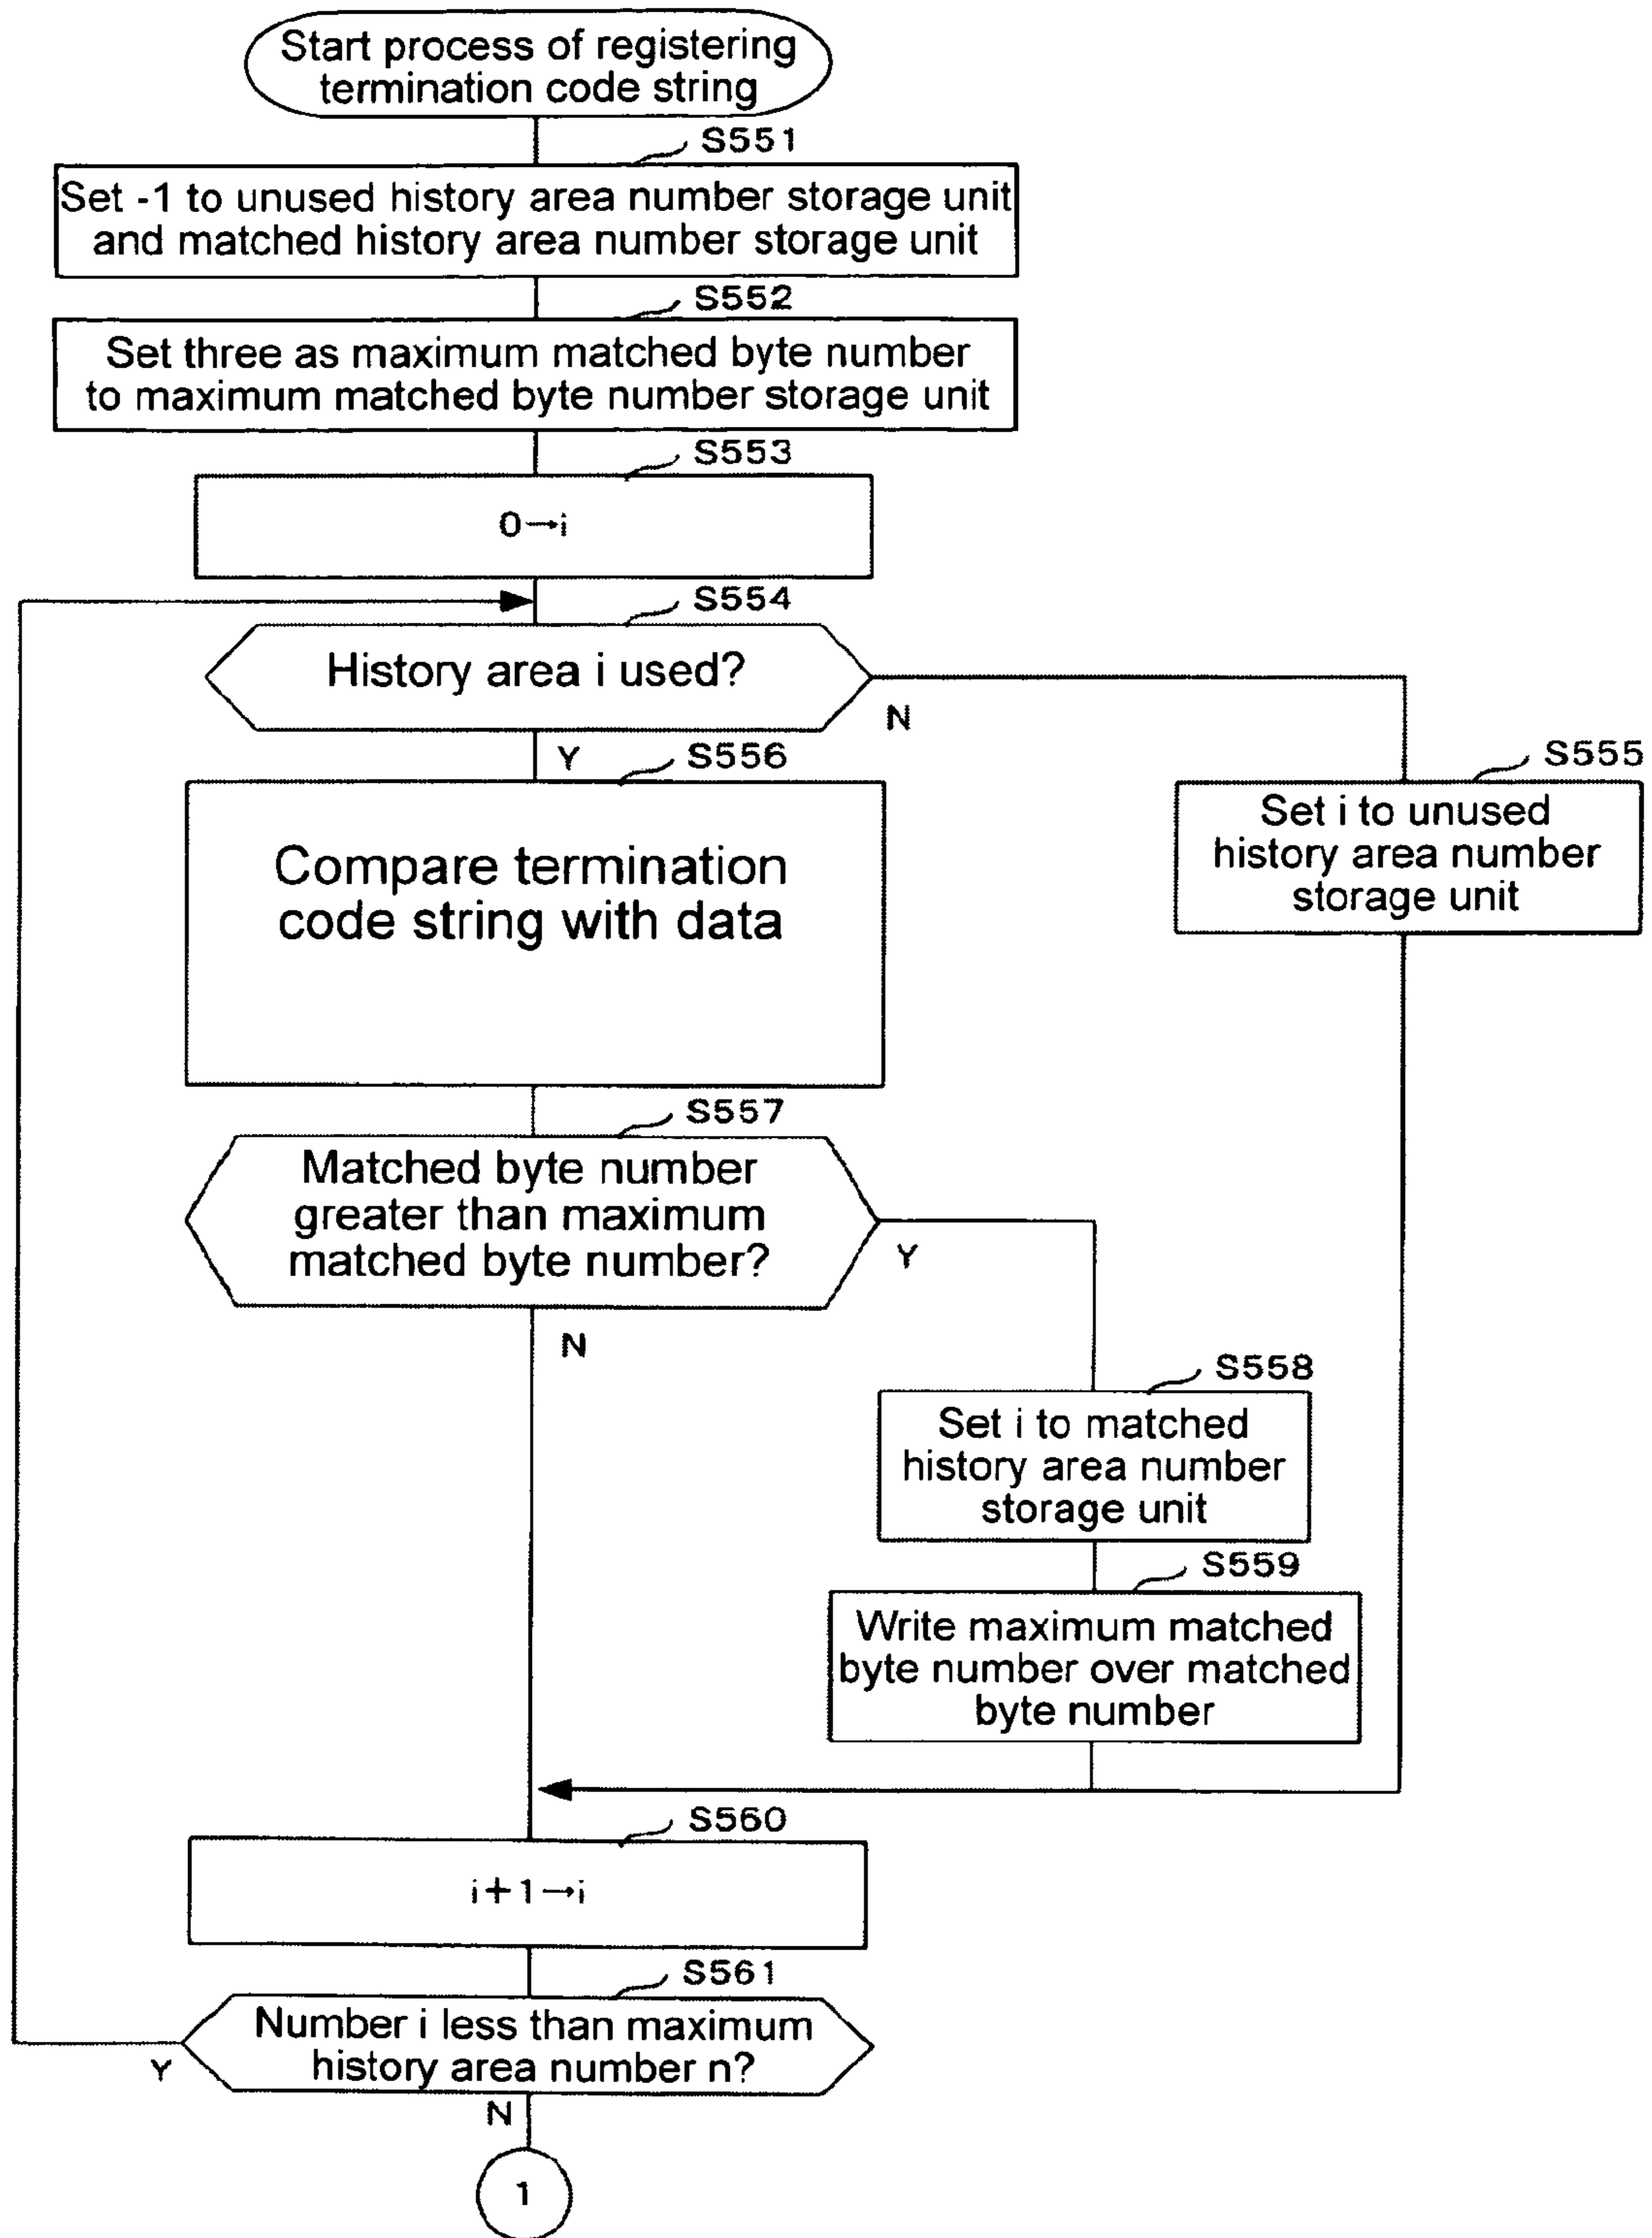 Start process of registering
termination code string
S551
Set -1 to unused history area number storage unit
and matched history area number storage unit
S552
Set three as maximum matched byte number
to maximum matched byte number storage unit
S553
0→i
S554
History area i used?
N
Y
S556
S555
Compare termination
code string with data
Set i to unused
history area number
storage unit
S557
Matched byte number
greater than maximum
matched byte number?
Y
N
S558
Set i to matched
history area number
storage unit
S559
Write maximum matched
byte number over matched
byte number
S560
i+1→i
S561
Number i less than maximum
history area number n?
Y
N
1